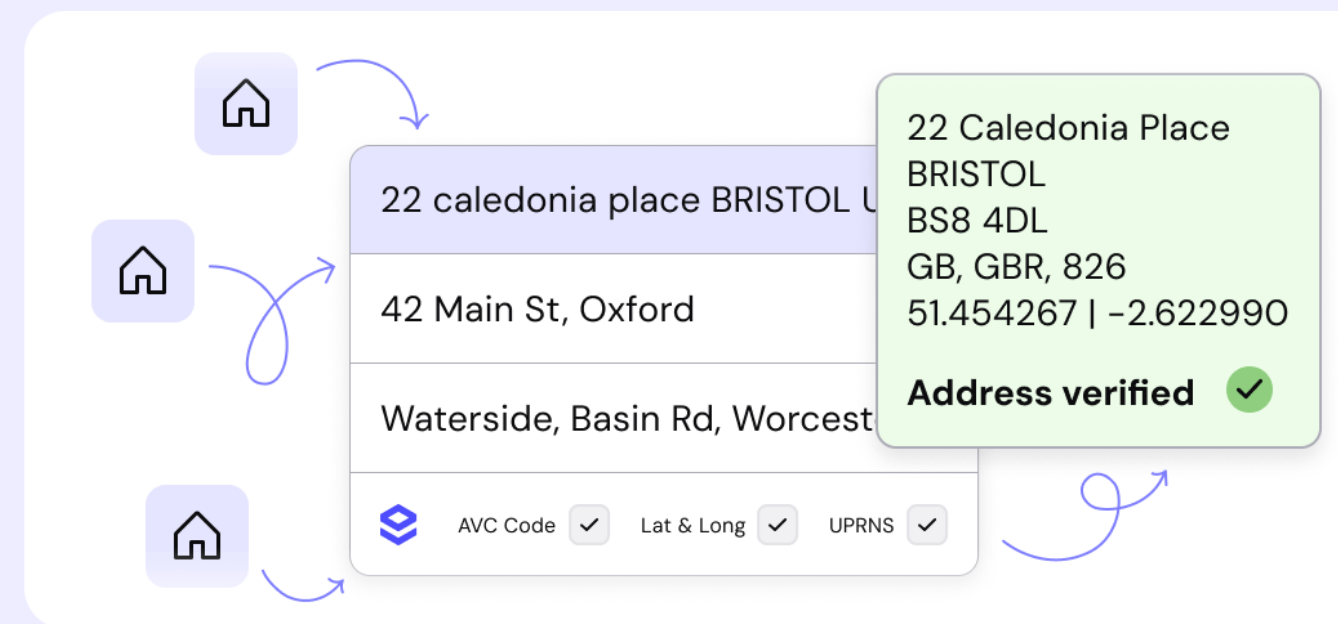 22 caledonia place BRISTOL
42 Main St, Oxford
Waterside, Basin Rd,
AVC Code
Lat & Long
UPRNS
22 Caledonia Place
BRISTOL
BS8 4DL
GB, GBR, 826
51.454267 | -2.622990
Address verified